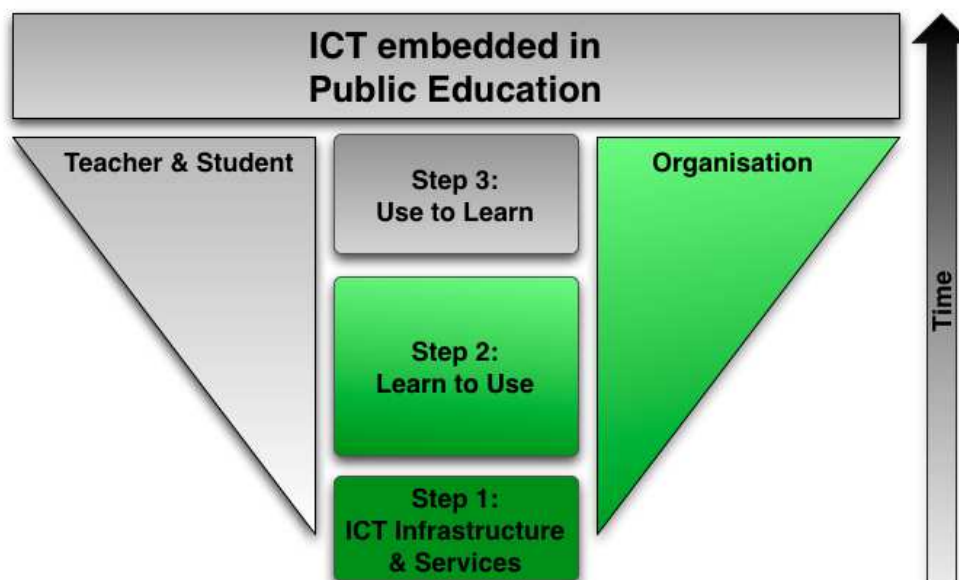 ICT embedded in
Public Education
Teacher & Student
Step 3:
Use to Learn
Organisation
Step 2:
Learn to Use
Time
Step 1:
ICT Infrastructure
& Services